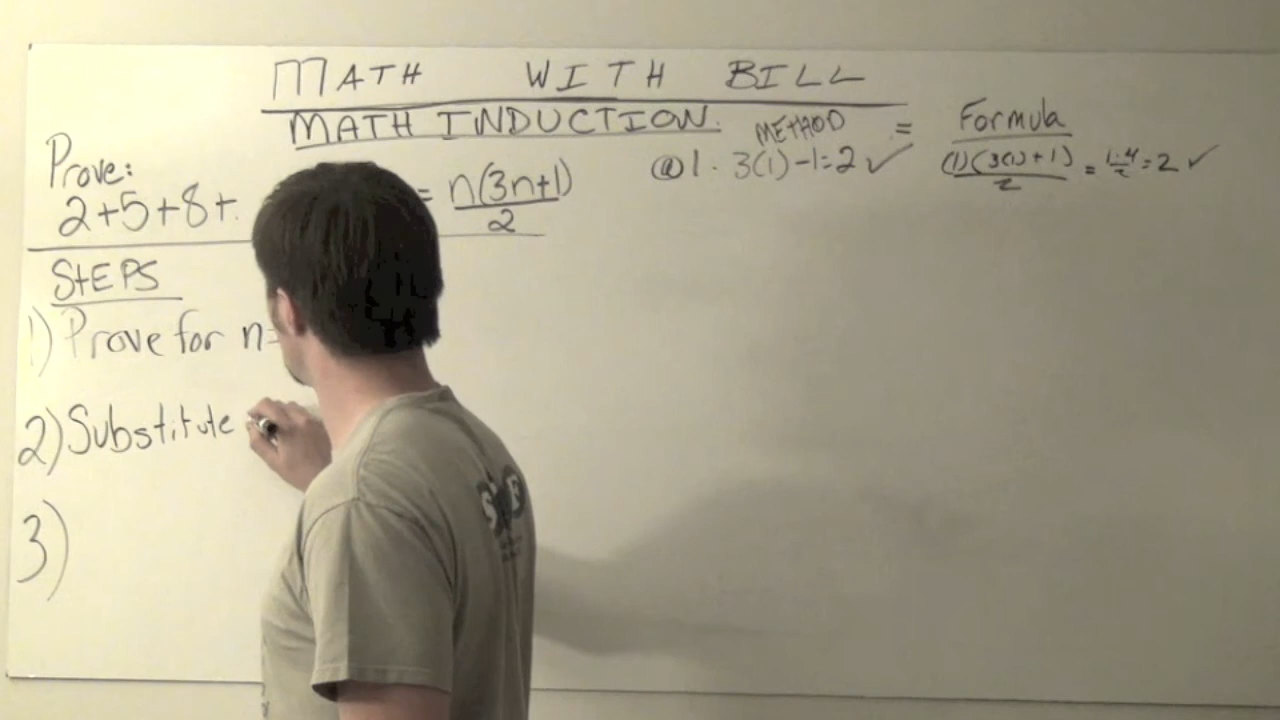 MATH WITH BILL
MATH INDUCTION.
Prove:
2+5+8+. = n(3n+1)/2
METHOD = Formula
@ 1. 3(1)-1=2 ✓ (1)(3(1)+1)/2 = 1·4/2 = 2 ✓
StEPS
1) Prove for n=
2) Substitute
3)